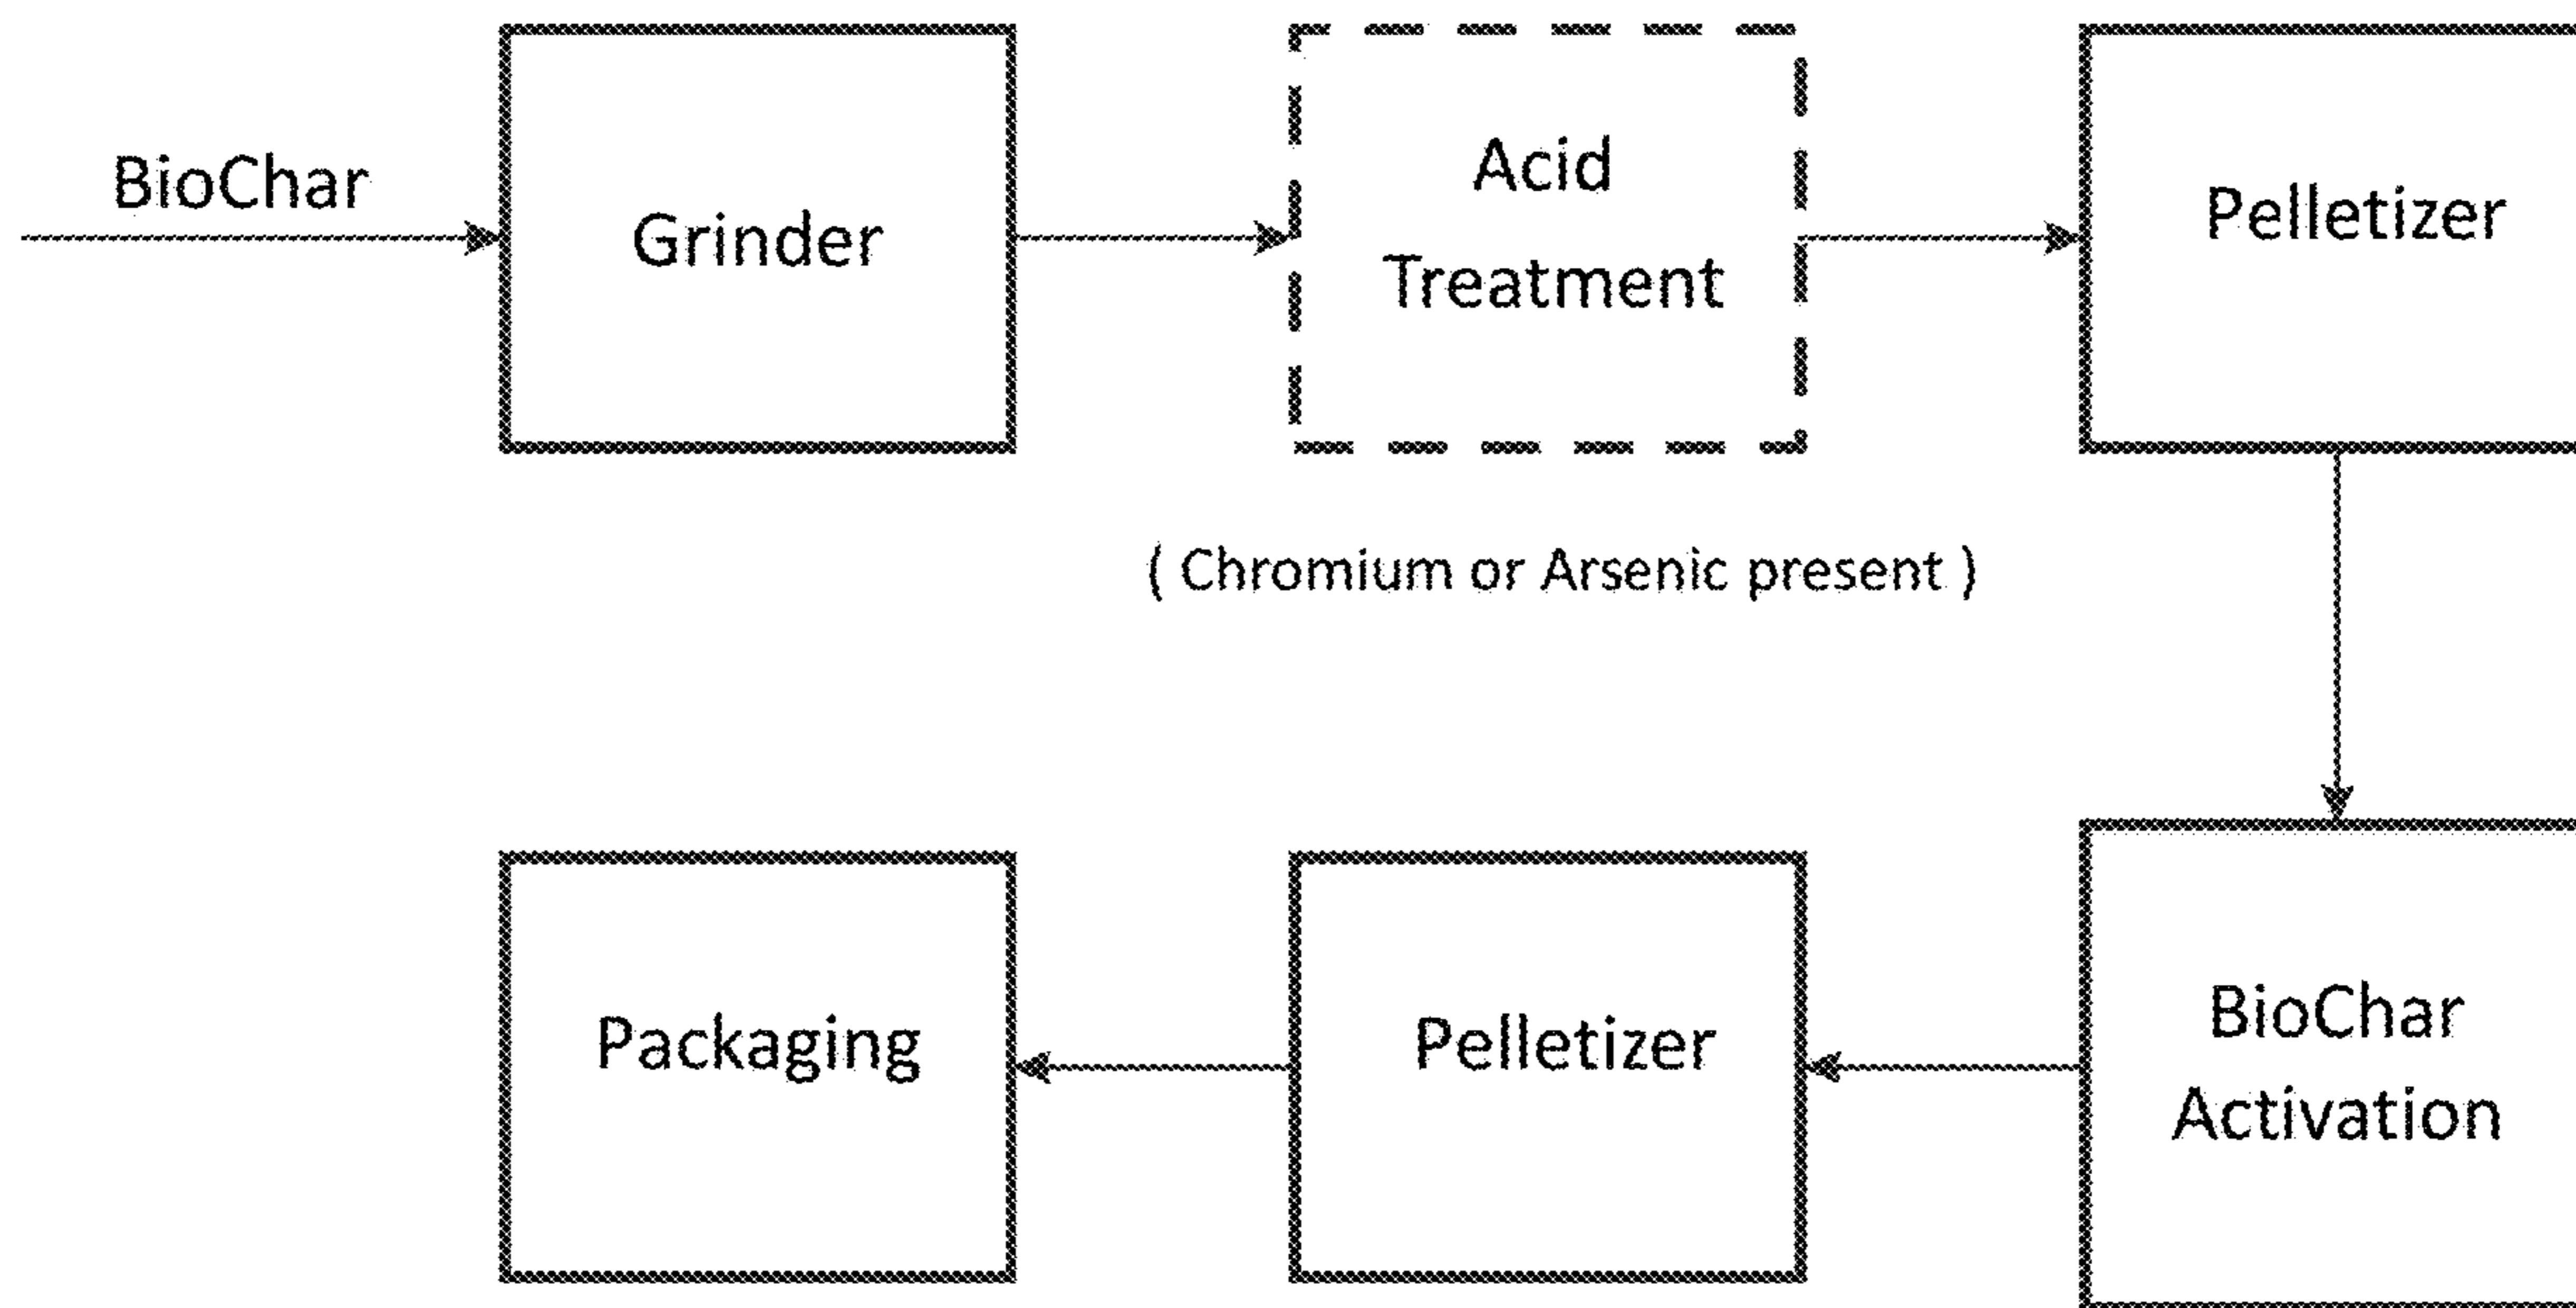 BioChar
Grinder
Acid
Treatment
Pelletizer
( Chromium or Arsenic present )
Packaging
Pelletizer
BioChar
Activation